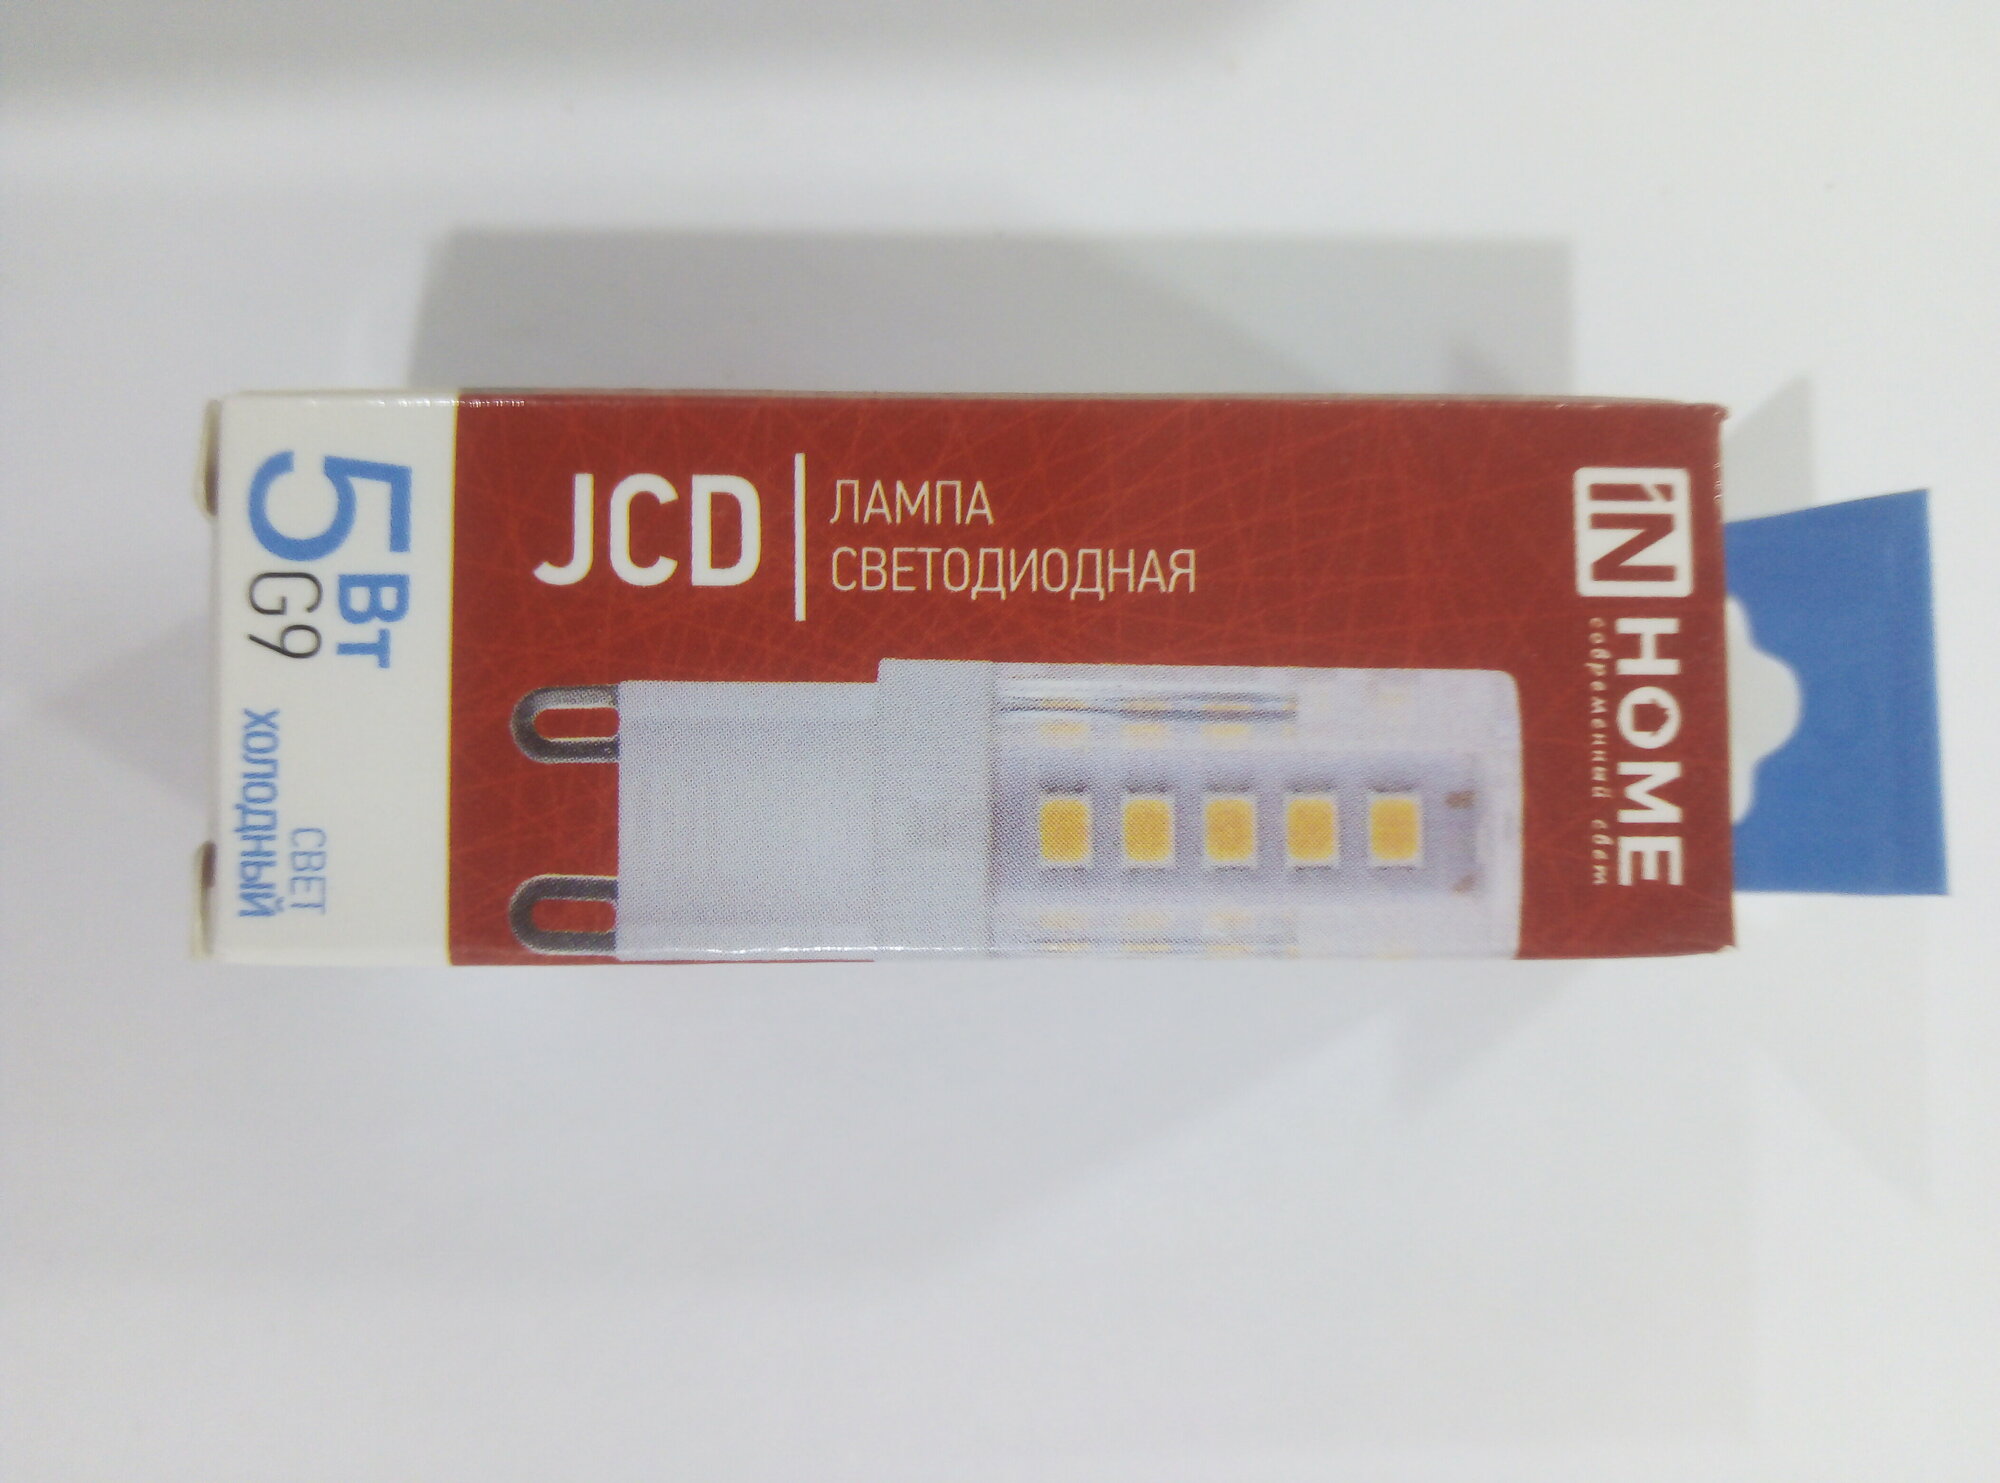 IN HOME
современный свет
JCD
ЛАМПА
СВЕТОДИОДНАЯ
5 Вт
G9
СВЕТ
ХОЛОДНЫЙ